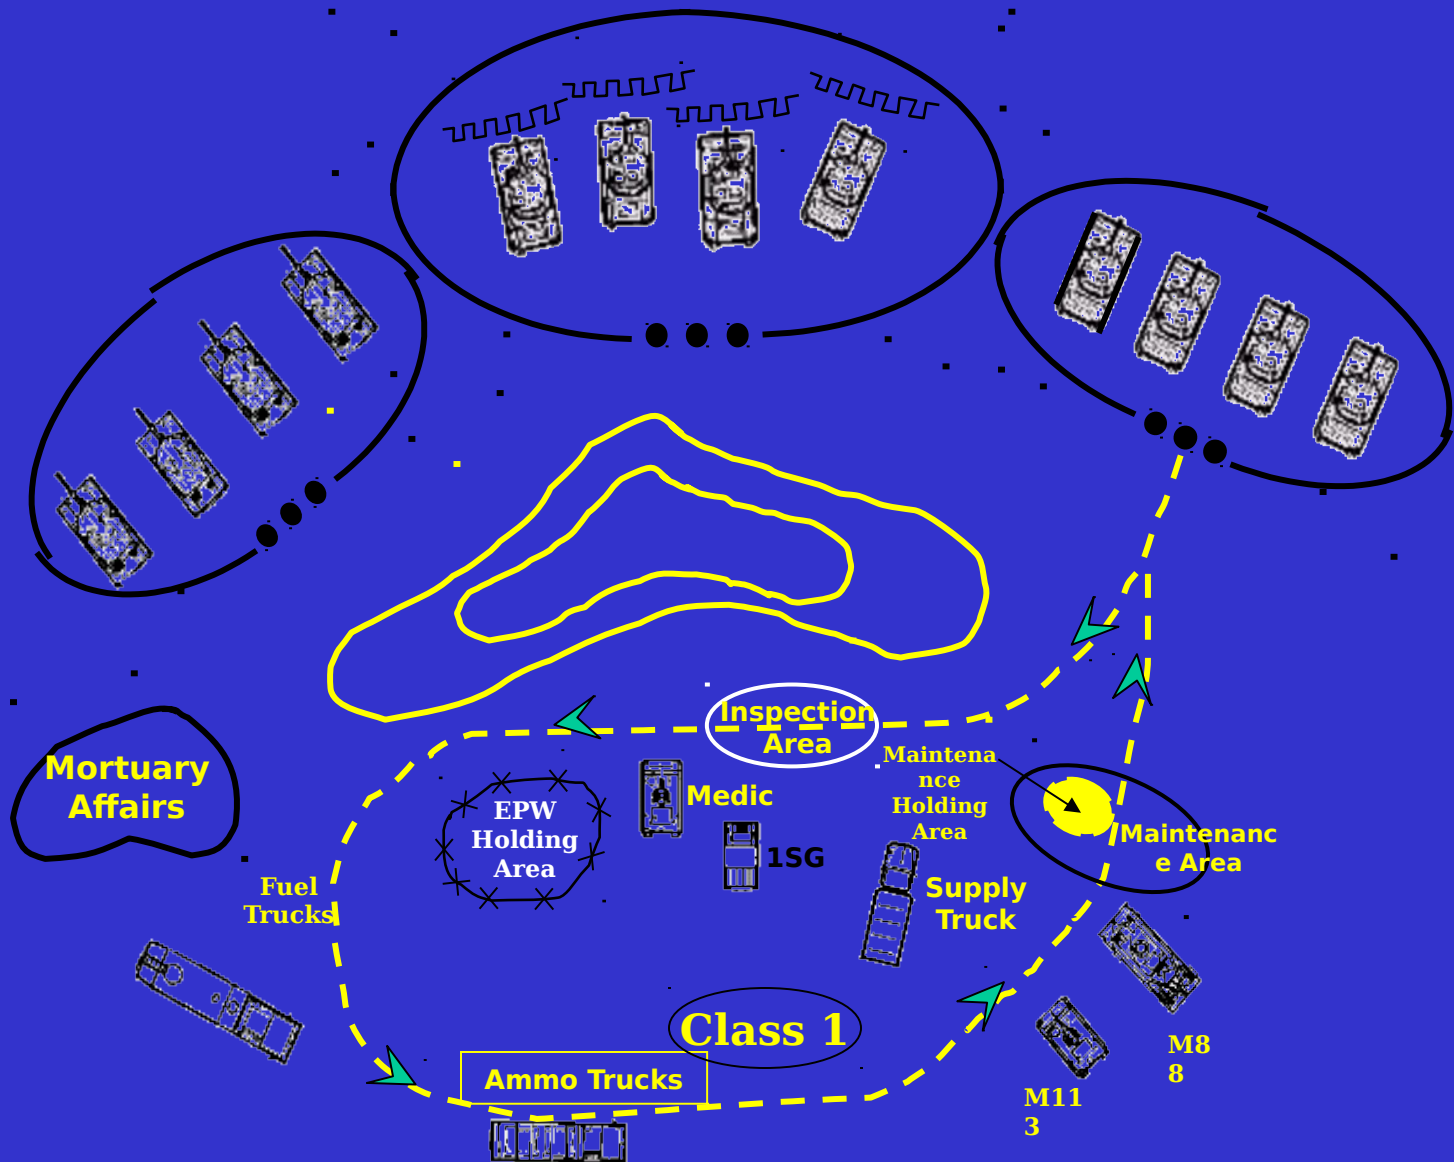 Inspection
Area
Maintena
nce
Holding
Area
Mortuary
Affairs
EPW
Holding
Area
Medic
1SG
Maintenanc
e Area
Fuel
Trucks
Supply
Truck
Class 1
Ammo Trucks
M8
8
M11
3